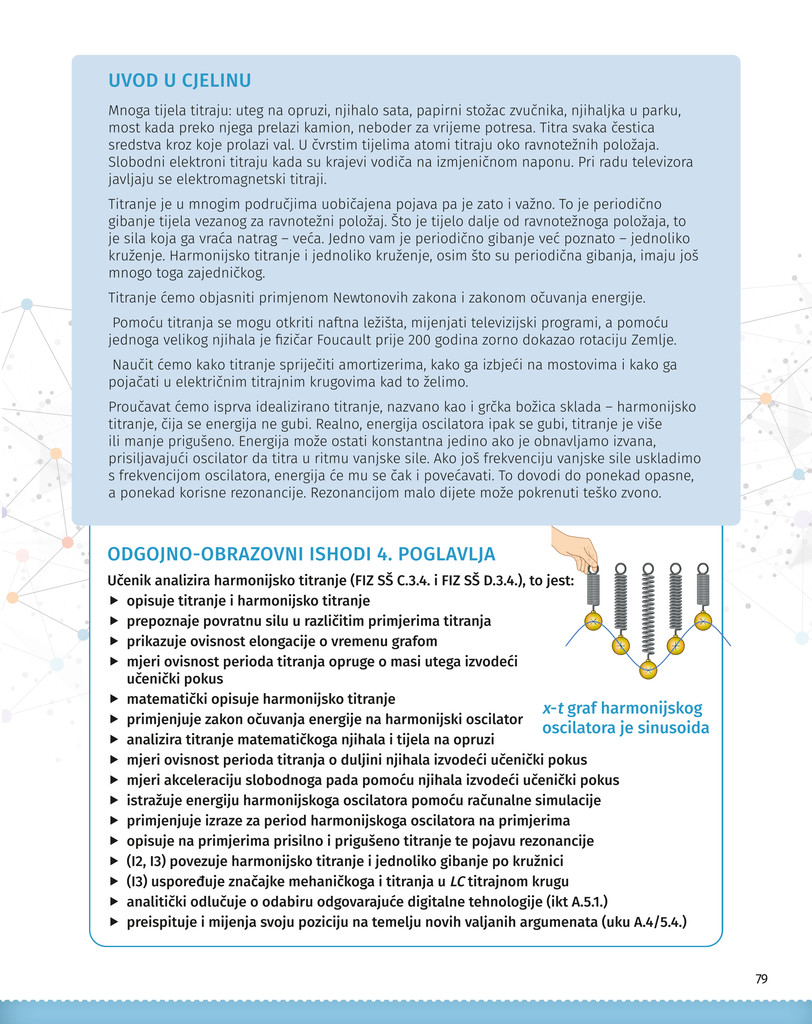 UVOD U CJELINU
Mnoga tijela titraju: uteg na opruzi, njihalo sata, papirni stožac zvučnika, njihaljka u parku,
most kada preko njega prelazi kamion, neboder za vrijeme potresa. Titra svaka čestica
sredstva kroz koje prolazi val. U čvrstim tijelima atomi titraju oko ravnotežnih položaja.
Slobodni elektroni titraju kada su krajevi vodiča na izmjeničnom naponu. Pri radu televizora
javljaju se elektromagnetski titraji.
Titranje je u mnogim područjima uobičajena pojava pa je zato i važno. To je periodično
gibanje tijela vezanog za ravnotežni položaj. Što je tijelo dalje od ravnotežnoga položaja, to
je sila koja ga vraća natrag – veća. Jedno vam je periodično gibanje već poznato – jednoliko
kruženje. Harmonijsko titranje i jednoliko kruženje, osim što su periodična gibanja, imaju još
mnogo toga zajedničkog.
Titranje ćemo objasniti primjenom Newtonovih zakona i zakonom očuvanja energije.
Pomoću titranja se mogu otkriti naftna ležišta, mijenjati televizijski programi, a pomoću
jednoga velikog njihala je fizičar Foucault prije 200 godina zorno dokazao rotaciju Zemlje.
Naučit ćemo kako titranje spriječiti amortizerima, kako ga izbjeći na mostovima i kako ga
pojačati u električnim titrajnim krugovima kad to želimo.
Proučavat ćemo isprva idealizirano titranje, nazvano kao i grčka božica sklada – harmonijsko
titranje, čija se energija ne gubi. Realno, energija oscilatora ipak se gubi, titranje je više
ili manje prigušeno. Energija može ostati konstantna jedino ako je obnavljamo izvana,
prisiljavajući oscilator da titra u ritmu vanjske sile. Ako još frekvenciju vanjske sile uskladimo
s frekvencijom oscilatora, energija će mu se čak i povećavati. To dovodi do ponekad opasne,
a ponekad korisne rezonancije. Rezonancijom malo dijete može pokrenuti teško zvono.
ODGOJNO-OBRAZOVNI ISHODI 4. POGLAVLJA
Učenik analizira harmonijsko titranje (FIZ SŠ C.3.4. i FIZ SŠ D.3.4.), to jest:
▶ opisuje titranje i harmonijsko titranje
▶ prepoznaje povratnu silu u različitim primjerima titranja
▶ prikazuje ovisnost elongacije o vremenu grafom
▶ mjeri ovisnost perioda titranja opruge o masi utega izvodeći
učenički pokus
▶ matematički opisuje harmonijsko titranje
▶ primjenjuje zakon očuvanja energije na harmonijski oscilator
▶ analizira titranje matematičkoga njihala i tijela na opruzi
▶ mjeri ovisnost perioda titranja o duljini njihala izvodeći učenički pokus
▶ mjeri akceleraciju slobodnoga pada pomoću njihala izvodeći učenički pokus
▶ istražuje energiju harmonijskoga oscilatora pomoću računalne simulacije
▶ primjenjuje izraze za period harmonijskoga oscilatora na primjerima
▶ opisuje na primjerima prisilno i prigušeno titranje te pojavu rezonancije
▶ (I2, I3) povezuje harmonijsko titranje i jednoliko gibanje po kružnici
▶ (I3) uspoređuje značajke mehaničkoga i titranja u LC titrajnom krugu
▶ analitički odlučuje o odabiru odgovarajuće digitalne tehnologije (ikt A.5.1.)
▶ preispituje i mijenja svoju poziciju na temelju novih valjanih argumenata (uku A.4/5.4.)
x-t graf harmonijskog
oscilatora je sinusoida
79